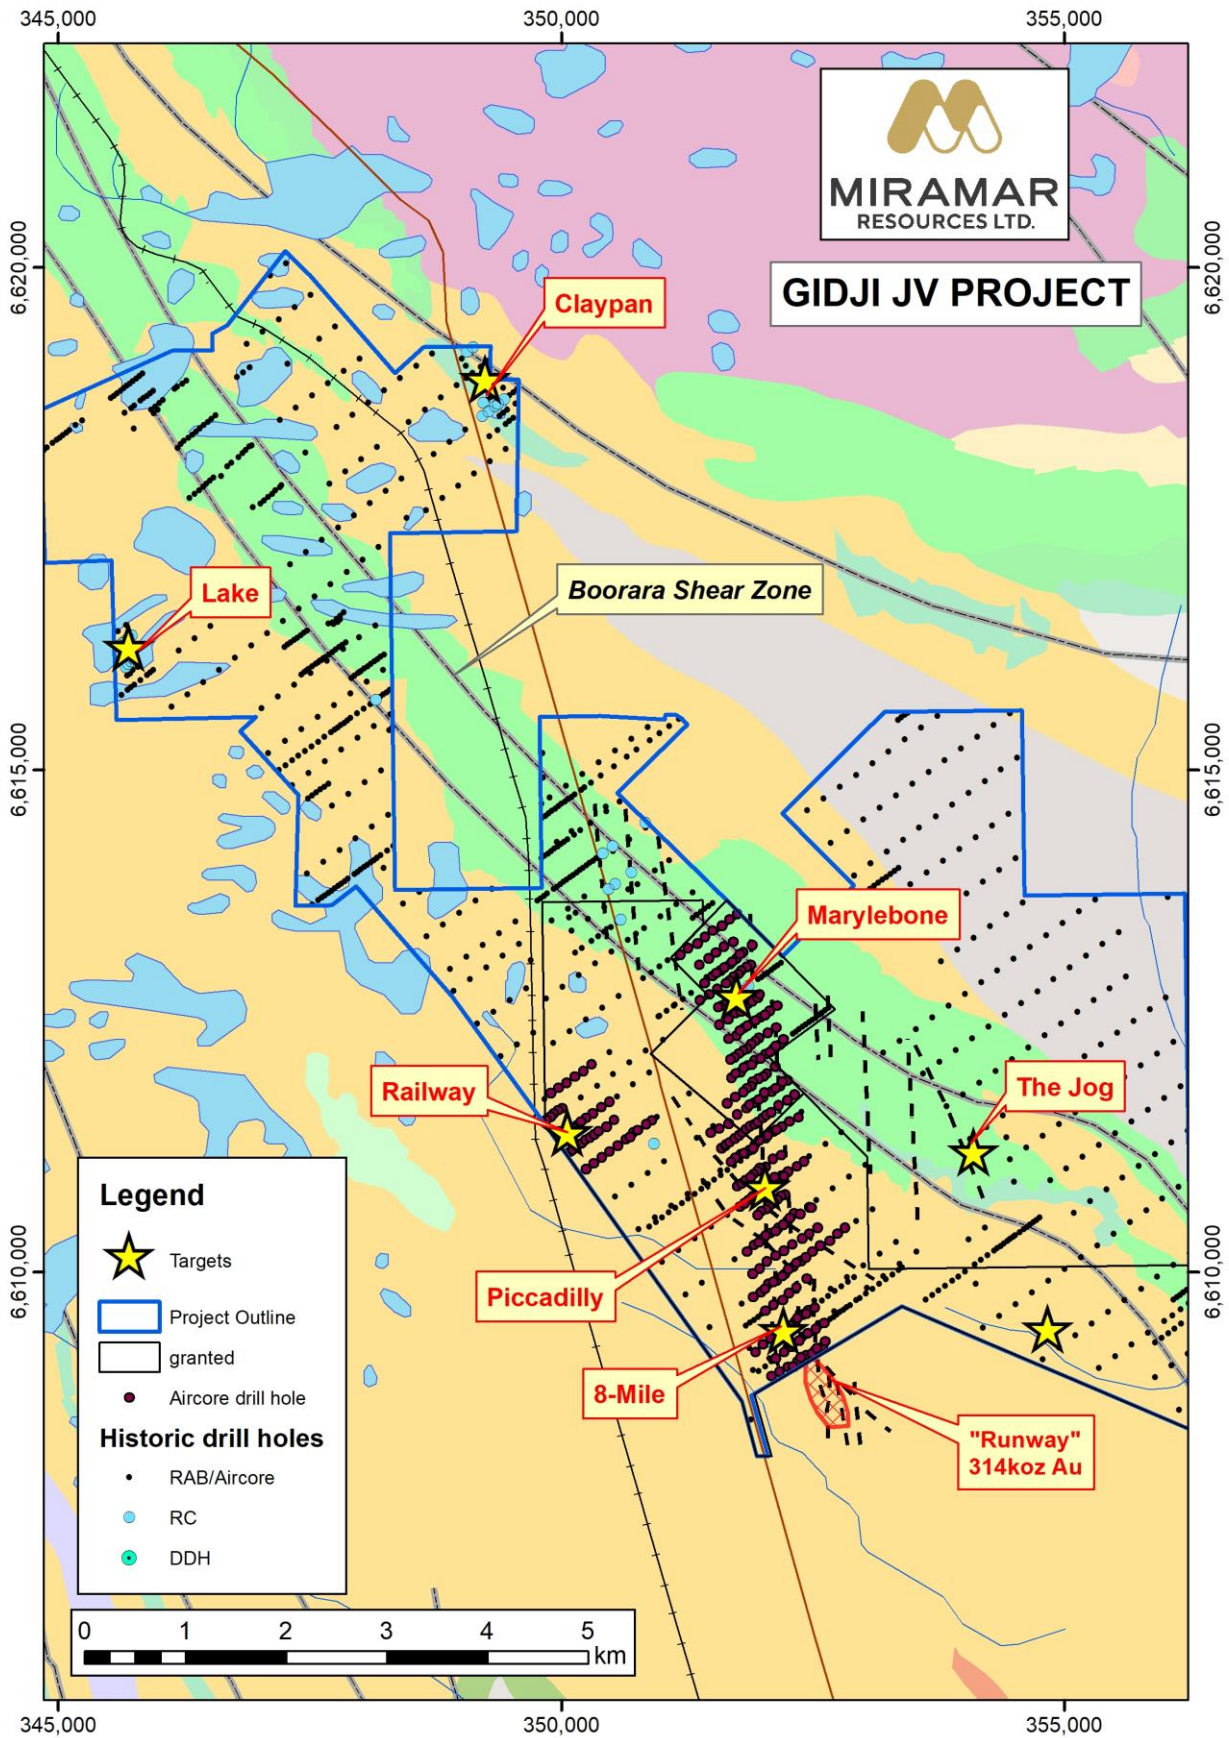 345,000
350,000
355,000
MIRAMAR
RESOURCES LTD.
6,620,000
6,620,000
GIDJI JV PROJECT
Claypan
Boorara Shear Zone
Lake
6,615,000
6,615,000
Marylebone
Railway
The Jog
Piccadilly
6,610,000
6,610,000
8-Mile
"Runway"
314koz Au
Legend
Targets
Project Outline
granted
Aircore drill hole
Historic drill holes
RAB/Aircore
RC
DDH
0 1 2 3 4 5
km
345,000
350,000
355,000